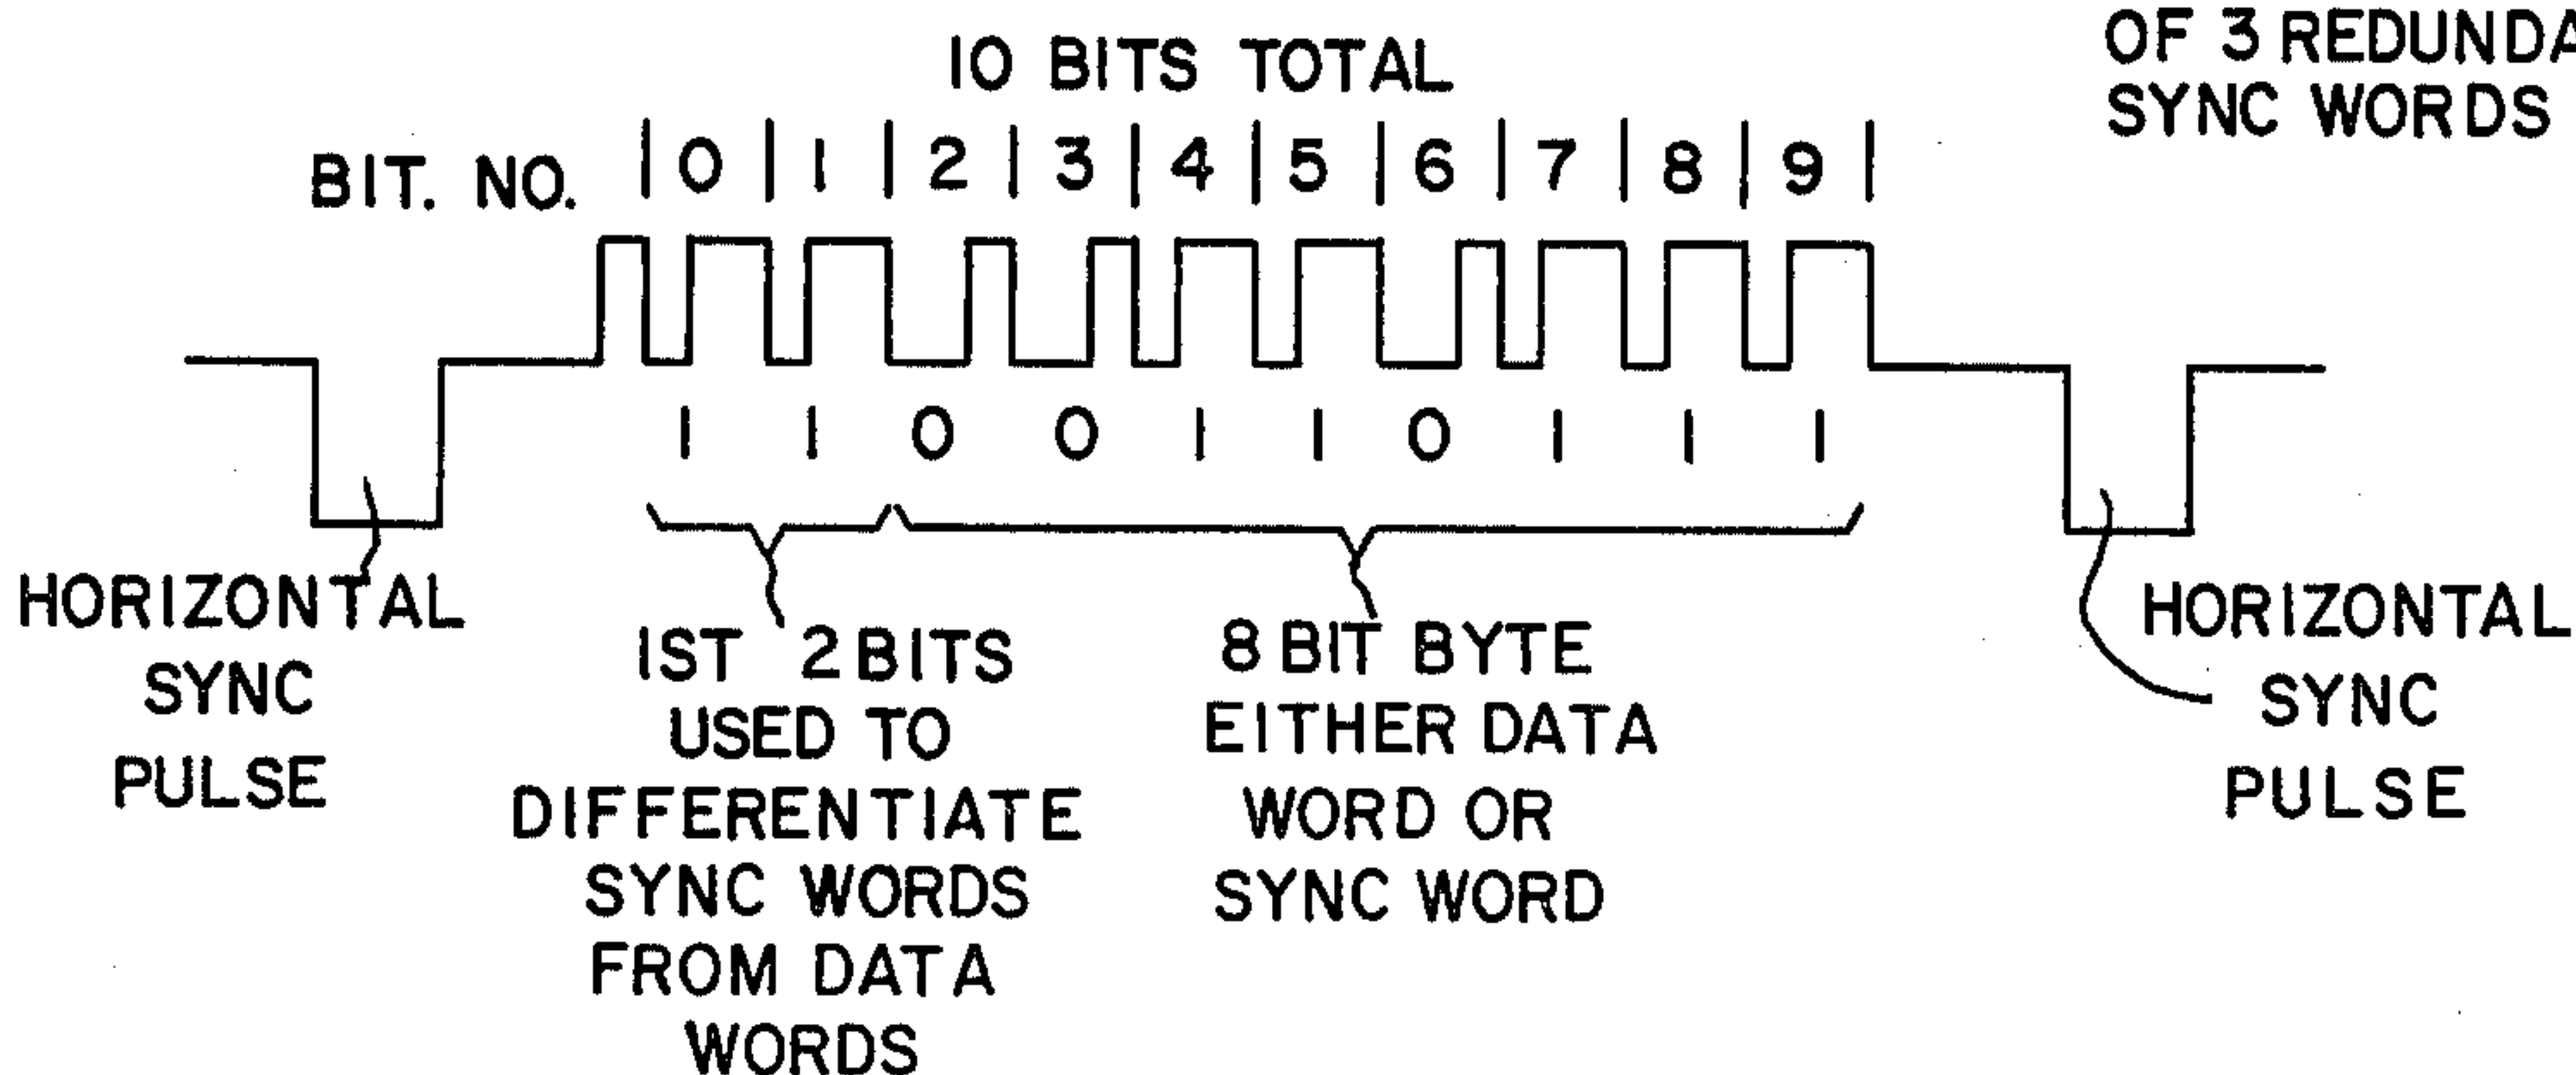 OF 3
SYNC WORDS
10 BITS TOTAL
BIT. NO. | 0 | 1 | 2 | 3 | 4 | 5 | 6 | 7 | 8 | 9 |
1 1 0 0 1 1 0 1 1 1
HORIZONTAL
SYNC
PULSE
1ST 2 BITS
USED TO
DIFFERENTIATE
SYNC WORDS
FROM DATA
WORDS
8 BIT BYTE
EITHER DATA
WORD OR
SYNC WORD
HORIZONTAL
SYNC
PULSE